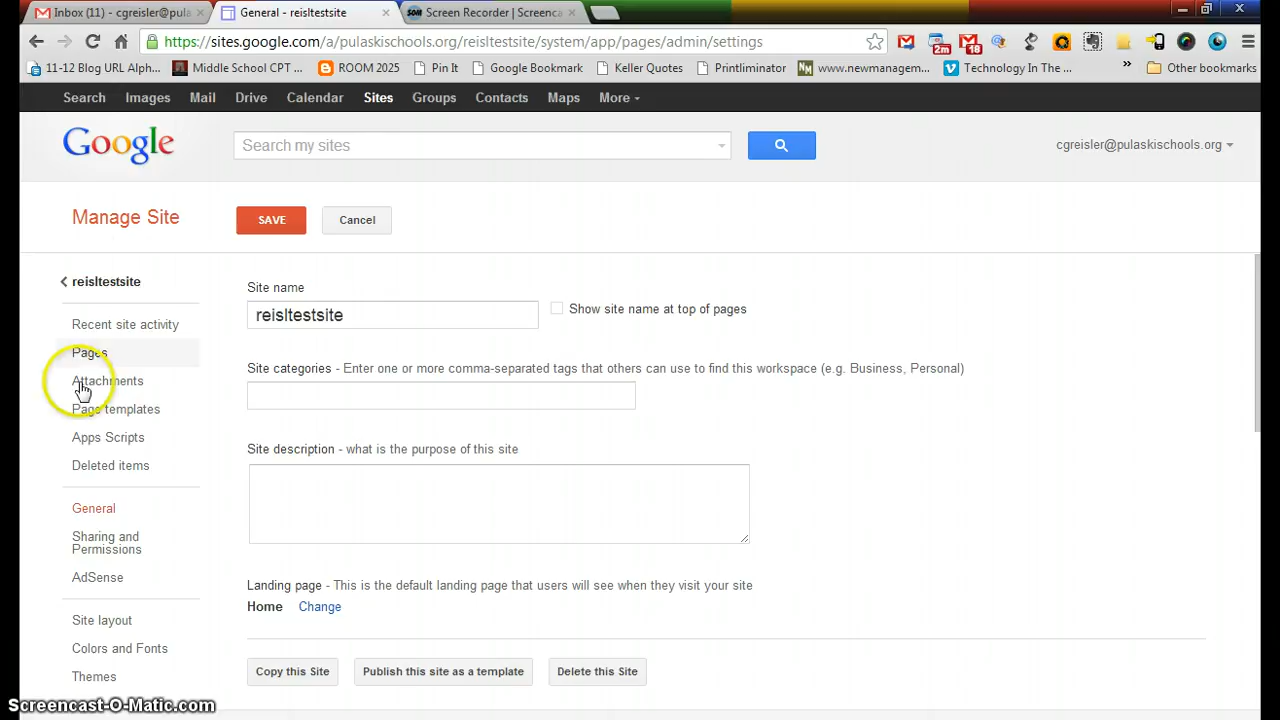 Inbox (11) - cgreisler@pula
General - reisltestsite
Screen Recorder | Screenca
https://sites.google.com/a/pulaskischools.org/reisltestsite/system/app/pages/admin/settings
2m
18
11-12 Blog URL Alph...
Middle School CPT ...
ROOM 2025
Pin It
Google Bookmark
Keller Quotes
Printliminator
NM
www.newmanagem...
Technology In The ...
Other bookmarks
Search Images Mail Drive Calendar Sites Groups Contacts Maps More
Google
Search my sites
cgreisler@pulaskischools.org
Manage Site
SAVE
Cancel
reisltestsite
Recent site activity
Pages
Attachments
Page templates
Apps Scripts
Deleted items
General
Sharing and
Permissions
AdSense
Site layout
Colors and Fonts
Themes
Site name
reisltestsite
Show site name at top of pages
Site categories - Enter one or more comma-separated tags that others can use to find this workspace (e.g. Business, Personal)
Site description - what is the purpose of this site
Landing page - This is the default landing page that users will see when they visit your site
Home Change
Copy this Site
Publish this site as a template
Delete this Site
Screencast-O-Matic.com